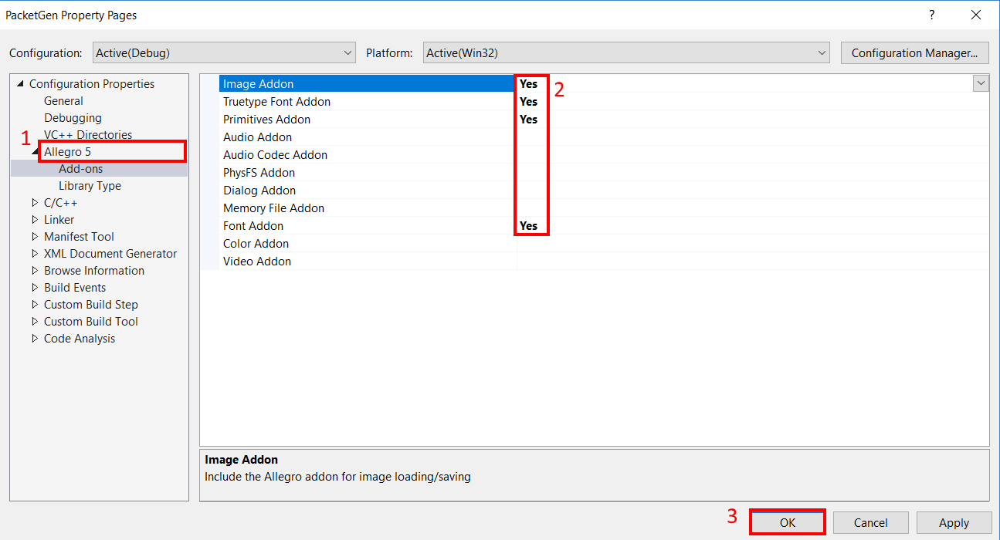 PacketGen Property Pages ?
Configuration: Active(Debug) Platform: Active(Win32) Configuration Manager...
Configuration Properties
General
Debugging
VC++ Directories
1
Allegro 5
Add-ons
Library Type
C/C++
Linker
Manifest Tool
XML Document Generator
Browse Information
Build Events
Custom Build Step
Custom Build Tool
Code Analysis
Image Addon Yes
2
Truetype Font Addon Yes
Primitives Addon Yes
Audio Addon
Audio Codec Addon
PhysFS Addon
Dialog Addon
Memory File Addon
Font Addon Yes
Color Addon
Video Addon
Image Addon
Include the Allegro addon for image loading/saving
3
OK Cancel Apply